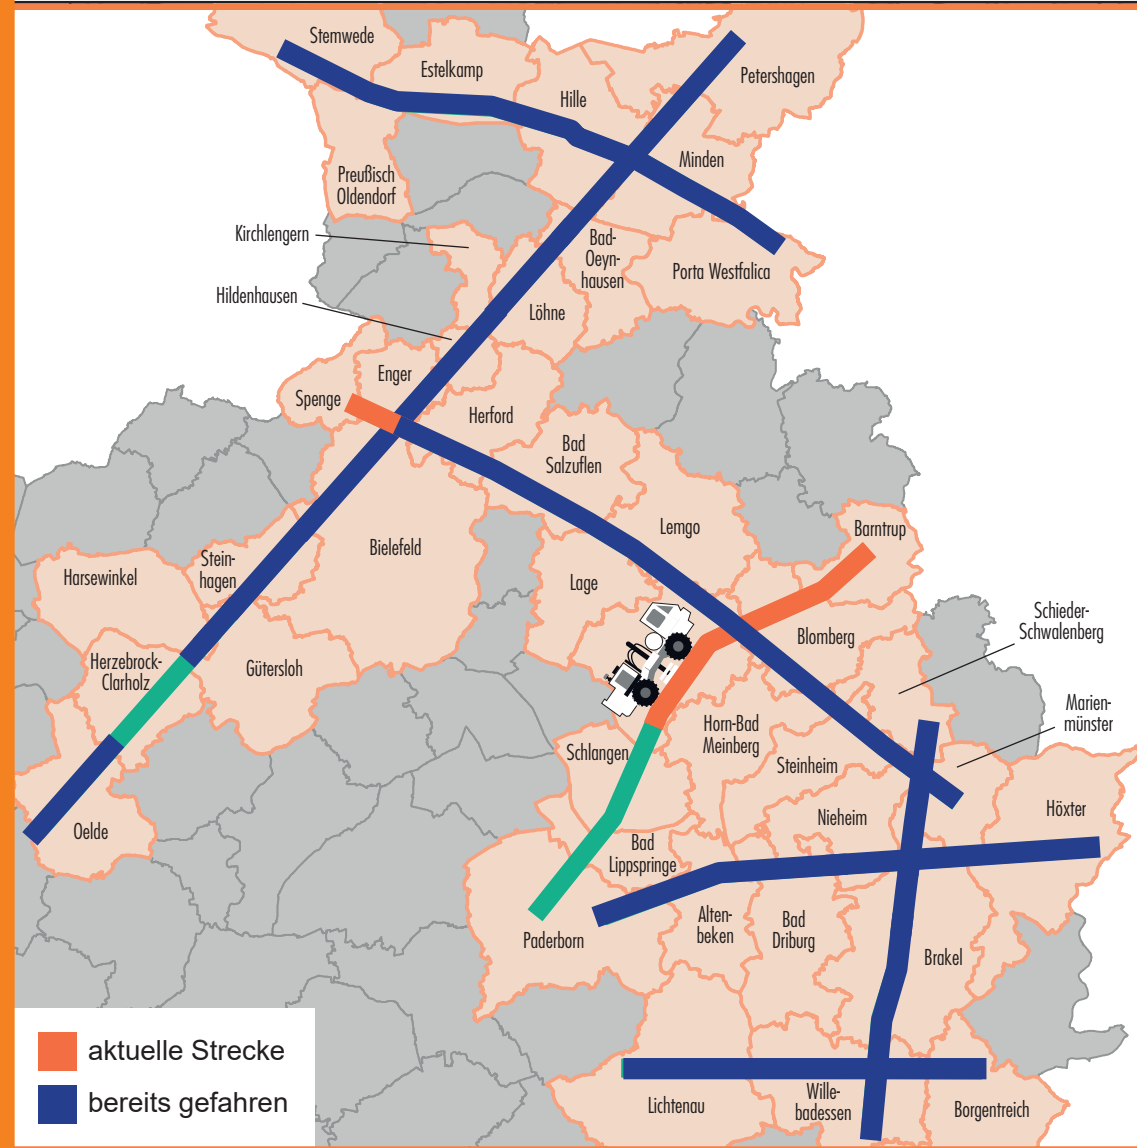 Stemwede
Estelkamp
Hille
Petershagen
Minden
Preußisch
Oldendorf
Kirchlengern
Bad-
Oeyn-
hausen
Porta Westfalica
Hildenhausen
Löhne
Enger
Spenge
Herford
Bad
Salzuflen
Lemgo
Barntrup
Bielefeld
Stein-
hagen
Harsewinkel
Lage
Schieder-
Schwalenberg
Blomberg
Herzebrock-
Clarholz
Gütersloh
Marien-
münster
Horn-Bad
Meinberg
Schlangen
Steinheim
Höxter
Nieheim
Oelde
Bad
Lippspringe
Alten-
beken
Bad
Driburg
Paderborn
Brakel
Lichtenau
Wille-
badessen
Borgentreich
aktuelle Strecke
bereits gefahren